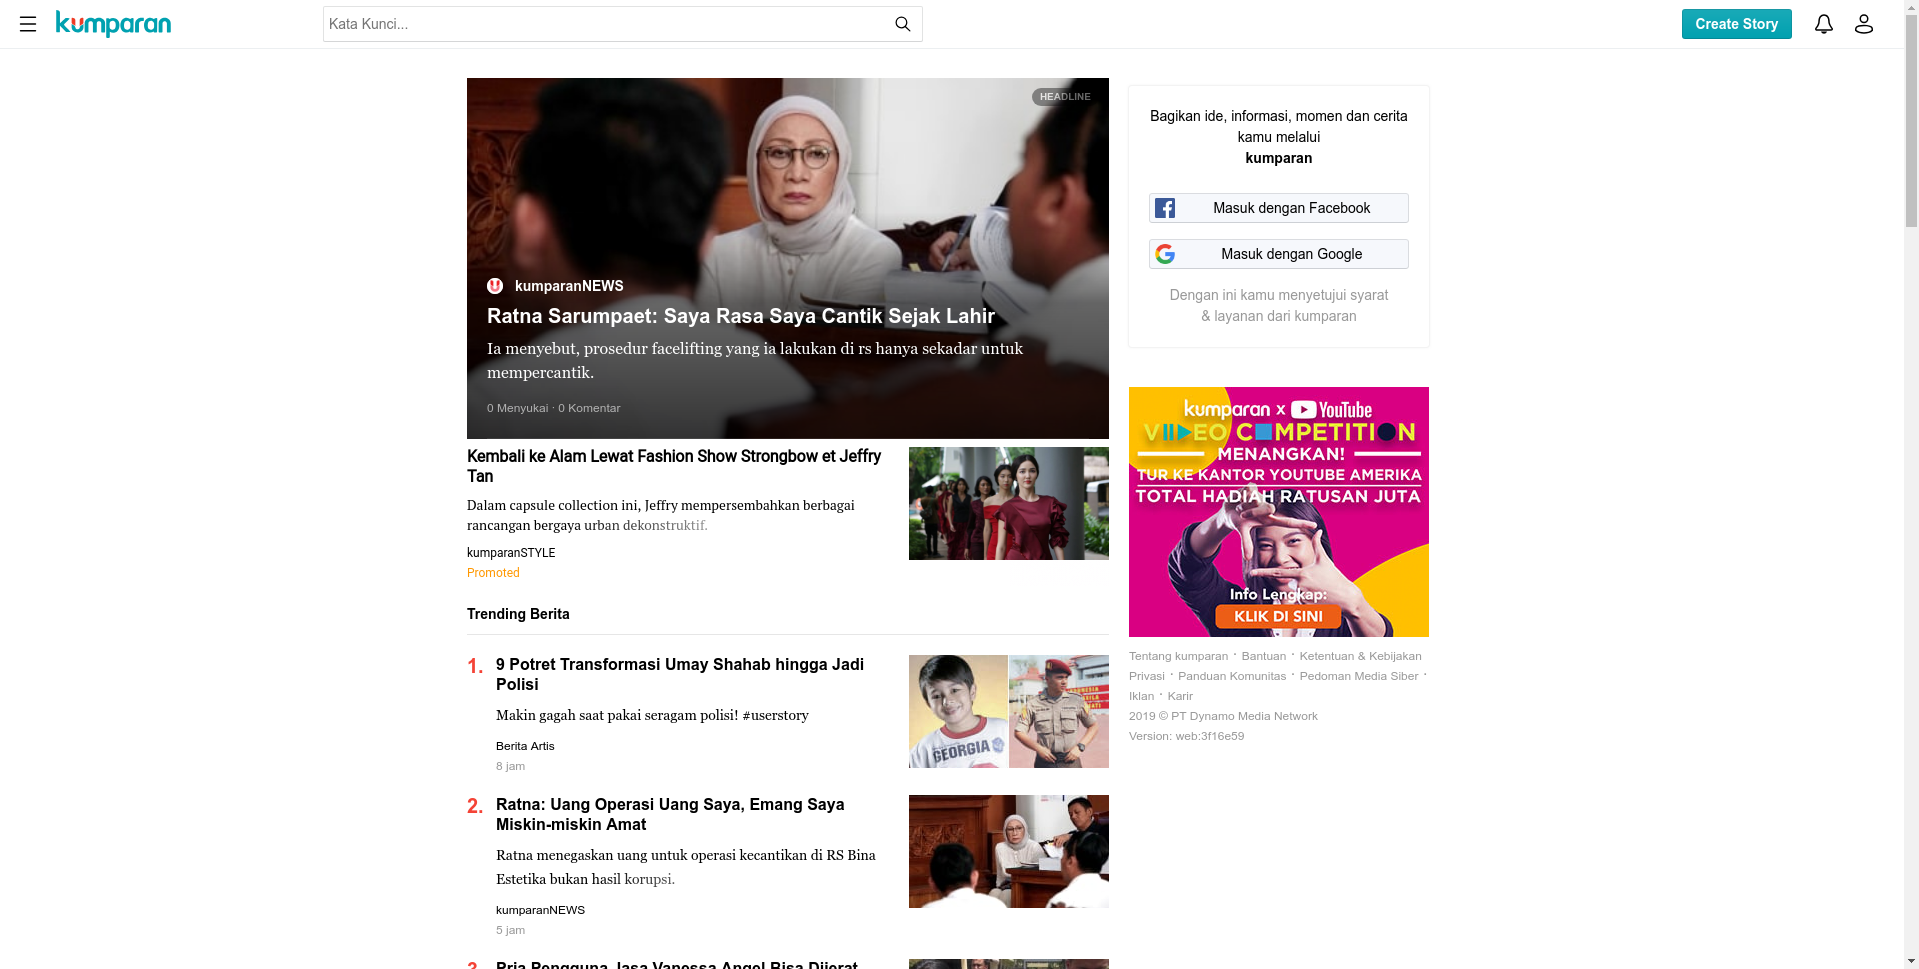 kumparan
Kata Kunci...
Create Story
HEADLINE
kumparanNEWS
Ratna Sarumpaet: Saya Rasa Saya Cantik Sejak Lahir
Ia menyebut, prosedur facelifting yang ia lakukan di rs hanya sekadar untuk
mempercantik.
0 Menyukai · 0 Komentar
Kembali ke Alam Lewat Fashion Show Strongbow et Jeffry
Tan
Dalam capsule collection ini, Jeffry mempersembahkan berbagai
rancangan bergaya urban dekonstruktif.
kumparanSTYLE
Promoted
Trending Berita
1. 9 Potret Transformasi Umay Shahab hingga Jadi
Polisi
Makin gagah saat pakai seragam polisi! #userstory
Berita Artis
8 jam
GEORGIA
2. Ratna: Uang Operasi Uang Saya, Emang Saya
Miskin-miskin Amat
Ratna menegaskan uang untuk operasi kecantikan di RS Bina
Estetika bukan hasil korupsi.
kumparanNEWS
5 jam
3. Pria Pengguna Jasa Vanessa Angel Bisa Dijerat
Bagikan ide, informasi, momen dan cerita
kamu melalui
kumparan
Masuk dengan Facebook
Masuk dengan Google
Dengan ini kamu menyetujui syarat
& layanan dari kumparan
kumparan x YouTube
VIDEO COMPETITION
MENANGKAN!
TUR KE KANTOR YOUTUBE AMERIKA
TOTAL HADIAH RATUSAN JUTA
Info Lengkap:
KLIK DI SINI
Tentang kumparan · Bantuan · Ketentuan & Kebijakan
Privasi · Panduan Komunitas · Pedoman Media Siber ·
Iklan · Karir
2019 © PT Dynamo Media Network
Version: web:3f16e59